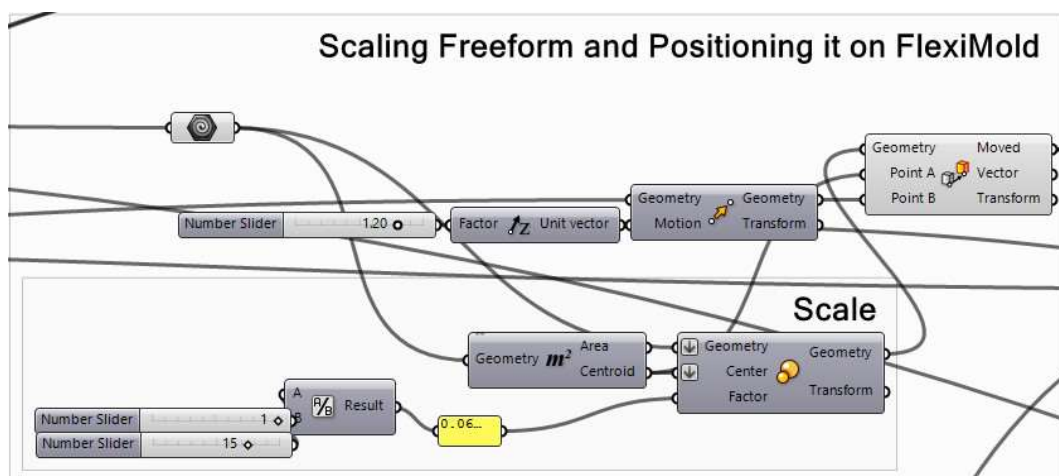 Scaling Freeform and Positioning it on FlexiMold
Geometry Moved
Point A Vector
Point B Transform
Geometry Geometry
Motion Transform
Number Slider 120
Factor Z Unit vector
Scale
Geometry m² Area
Centroid
Geometry Geometry
Center
Factor Transform
A A/B Result
B
Number Slider 1
Number Slider 15
0.06…